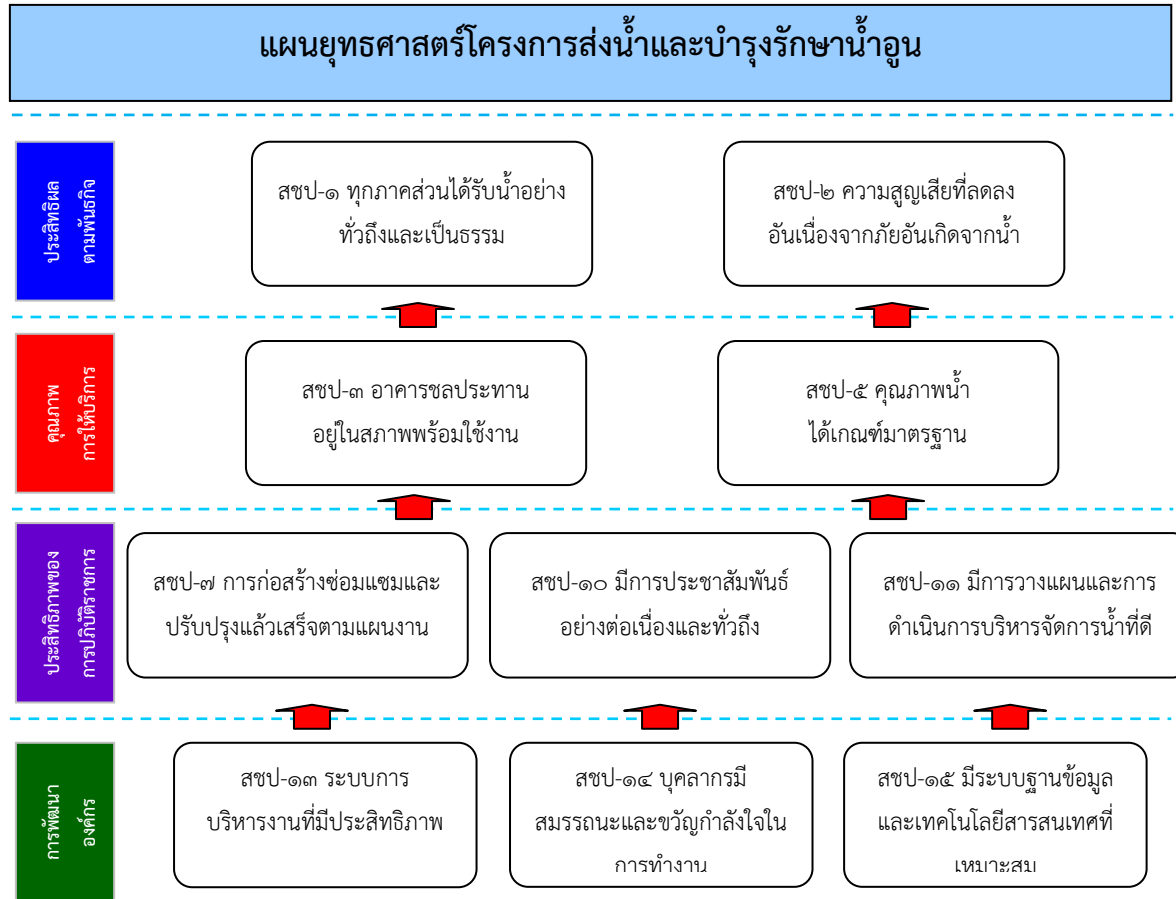 แผนยุทธศาสตร์โครงการส่งน้ำและบำรุงรักษาน้ำอูน
ประสิทธิผล
ตามพันธกิจ
สชป-๑ ทุกภาคส่วนได้รับน้ำอย่าง
ทั่วถึงและเป็นธรรม
สชป-๒ ความสูญเสียที่ลดลง
อันเนื่องจากภัยอันเกิดจากน้ำ
คุณภาพ
การให้บริการ
สชป-๓ อาคารชลประทาน
อยู่ในสภาพพร้อมใช้งาน
สชป-๕ คุณภาพน้ำ
ได้เกณฑ์มาตรฐาน
ประสิทธิภาพของ
การปฏิบัติราชการ
สชป-๗ การก่อสร้างซ่อมแซมและ
ปรับปรุงแล้วเสร็จตามแผนงาน
สชป-๑๐ มีการประชาสัมพันธ์
อย่างต่อเนื่องและทั่วถึง
สชป-๑๑ มีการวางแผนและการ
ดำเนินการบริหารจัดการน้ำที่ดี
การพัฒนา
องค์กร
สชป-๑๓ ระบบการ
บริหารงานที่มีประสิทธิภาพ
สชป-๑๔ บุคลากรมี
สมรรถนะและขวัญกำลังใจใน
การทำงาน
สชป-๑๕ มีระบบฐานข้อมูล
และเทคโนโลยีสารสนเทศที่
เหมาะสม